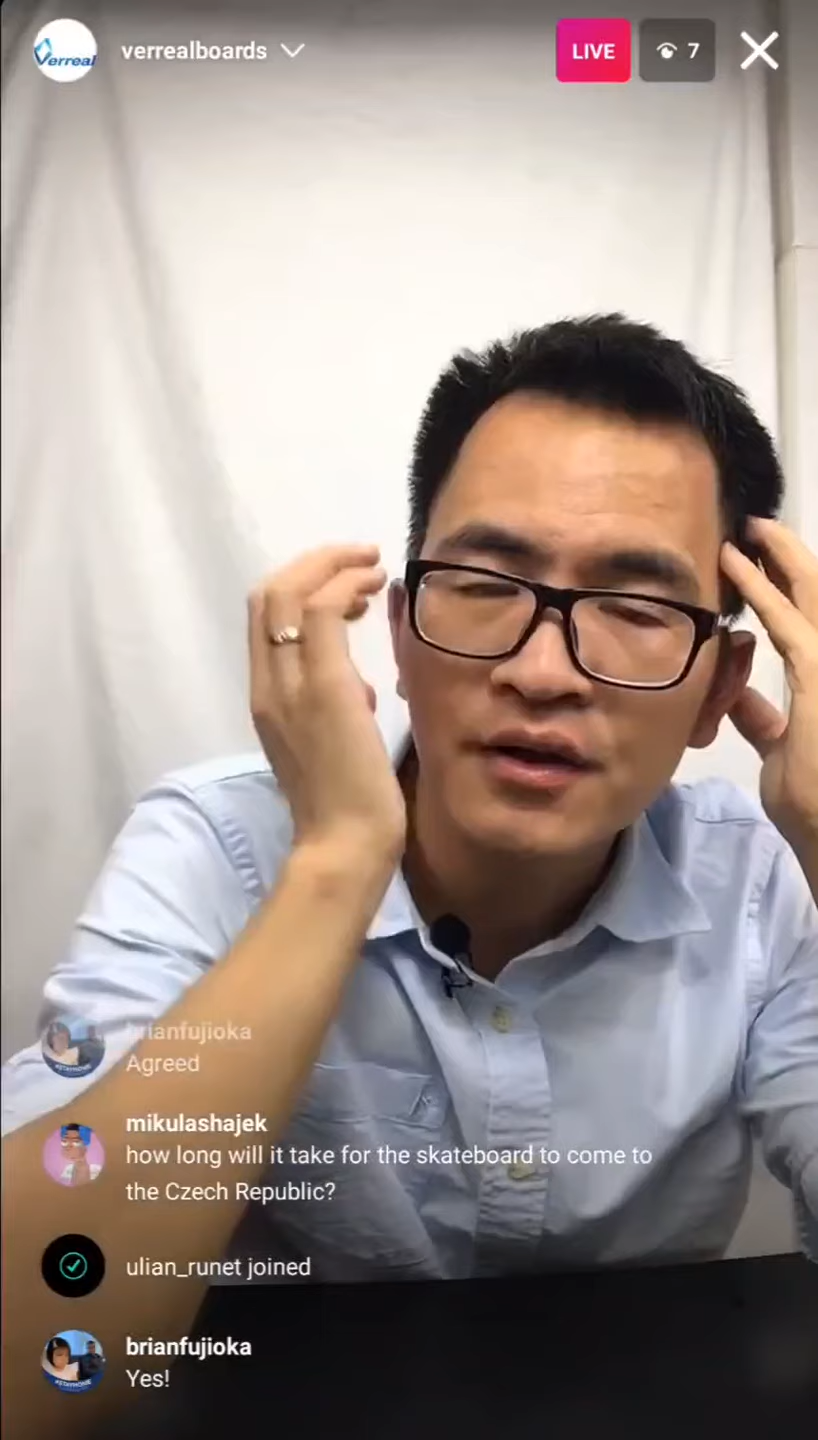 Verreal
verrealboards
LIVE
7
brianfujioka
Agreed
mikulashajek
how long will it take for the skateboard to come to
the Czech Republic?
ulian_runet joined
brianfujioka
Yes!